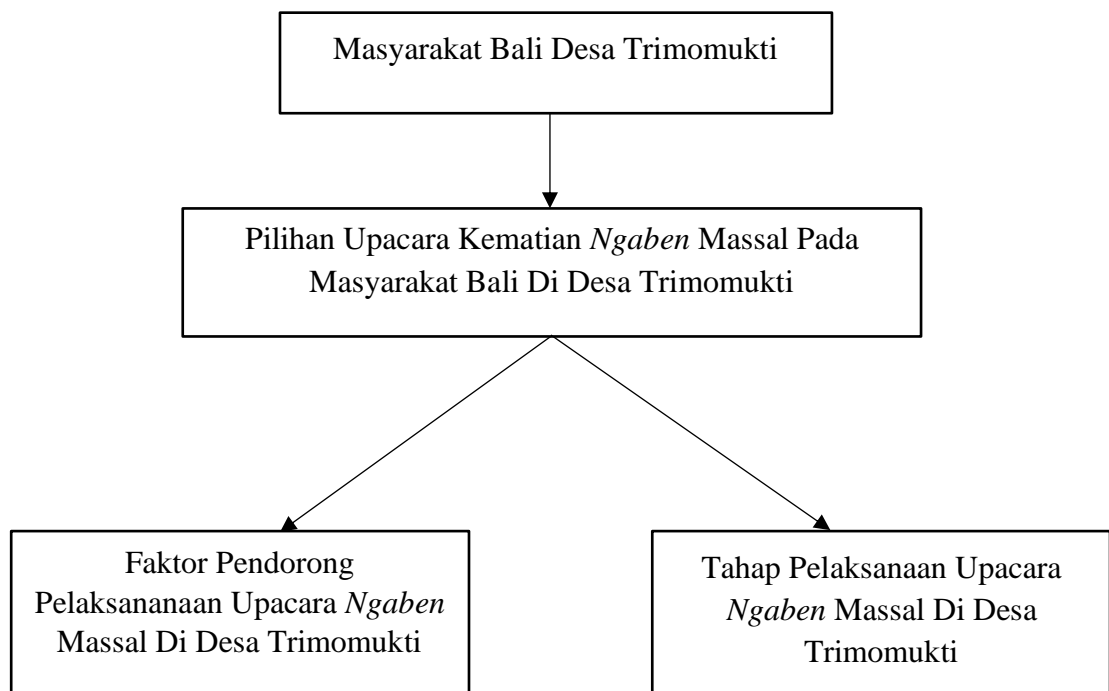 Masyarakat Bali Desa Trimomukti
Pilihan Upacara Kematian Ngaben Massal Pada
Masyarakat Bali Di Desa Trimomukti
Faktor Pendorong
Pelaksananaan Upacara Ngaben
Massal Di Desa Trimomukti
Tahap Pelaksanaan Upacara
Ngaben Massal Di Desa
Trimomukti